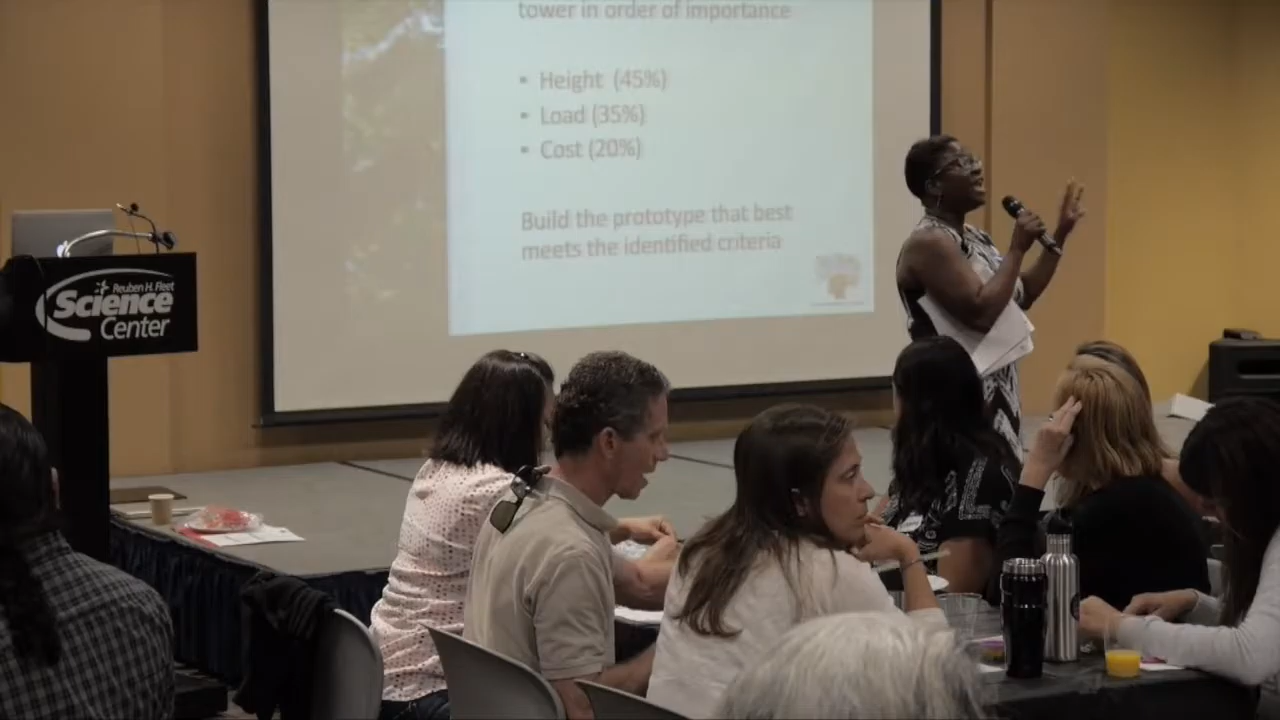 tower in order of importance
• Height (45%)
• Load (35%)
• Cost (20%)
Build the prototype that best
meets the identified criteria
Reuben H. Fleet
Science
Center